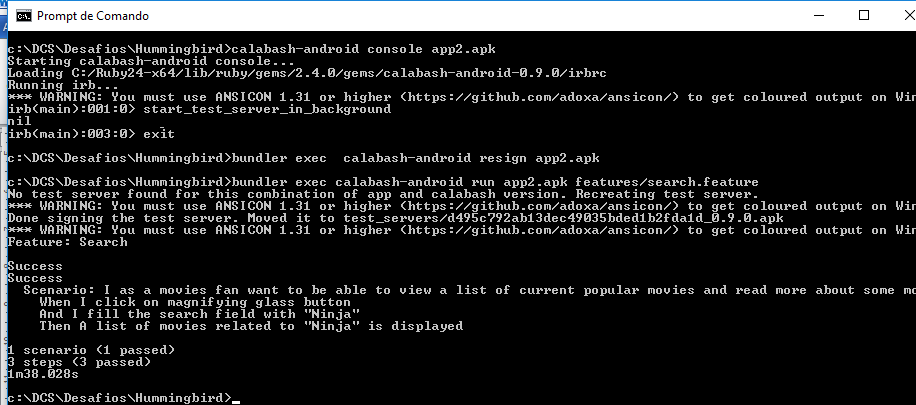 Prompt de Comando
c:\DCS\Desafios\Hummingbird>calabash-android console app2.apk
Starting calabash-android console...
Loading C:/Ruby24-x64/lib/ruby/gems/2.4.0/gems/calabash-android-0.9.0/irbrc
Running irb...
*** WARNING: You must use ANSICON 1.31 or higher (https://github.com/adoxa/ansicon/) to get coloured output on Win
irb(main):001:0> start_test_server_in_background
nil
irb(main):003:0> exit
c:\DCS\Desafios\Hummingbird>bundler exec  calabash-android resign app2.apk
c:\DCS\Desafios\Hummingbird>bundler exec calabash-android run app2.apk features/search.feature
No test server found for this combination of app and calabash version. Recreating test server.
*** WARNING: You must use ANSICON 1.31 or higher (https://github.com/adoxa/ansicon/) to get coloured output on Win
Done signing the test server. Moved it to test_servers/d495c792ab13dec49035bded1b2fda1d_0.9.0.apk
*** WARNING: You must use ANSICON 1.31 or higher (https://github.com/adoxa/ansicon/) to get coloured output on Win
Feature: Search
Success
Success
  Scenario: I as a movies fan want to be able to view a list of current popular movies and read more about some mo
    When I click on magnifying glass button
    And I fill the search field with "Ninja"
    Then A list of movies related to "Ninja" is displayed
1 scenario (1 passed)
3 steps (3 passed)
1m38.028s
c:\DCS\Desafios\Hummingbird>